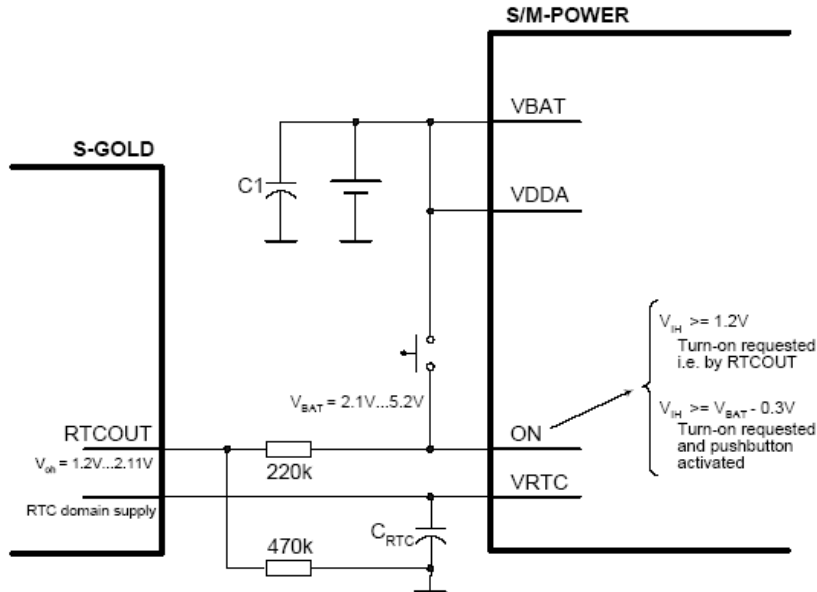 S/M-POWER
VBAT
S-GOLD
C1
VDDA
V_IH >= 1.2V
Turn-on requested
i.e. by RTCOUT
V_BAT = 2.1V...5.2V
V_IH >= V_BAT - 0.3V
RTCOUT
ON
Turn-on requested
and pushbutton
activated
V_oh = 1.2V...2.11V
220k
VRTC
RTC domain supply
470k
C_RTC